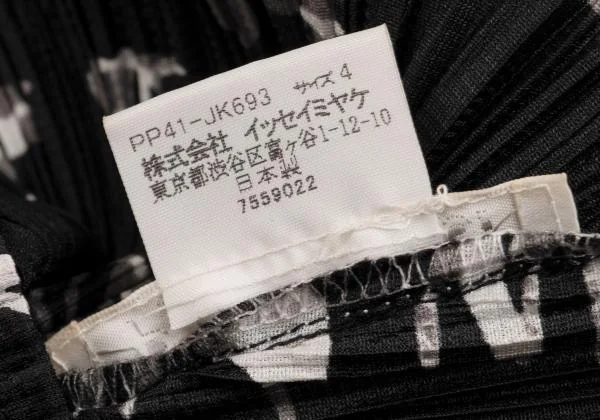 PP41-JK693 サイズ 4
株式会社 イッセイミヤケ
東京都渋谷区富ヶ谷1-12-10
日本製
7559022